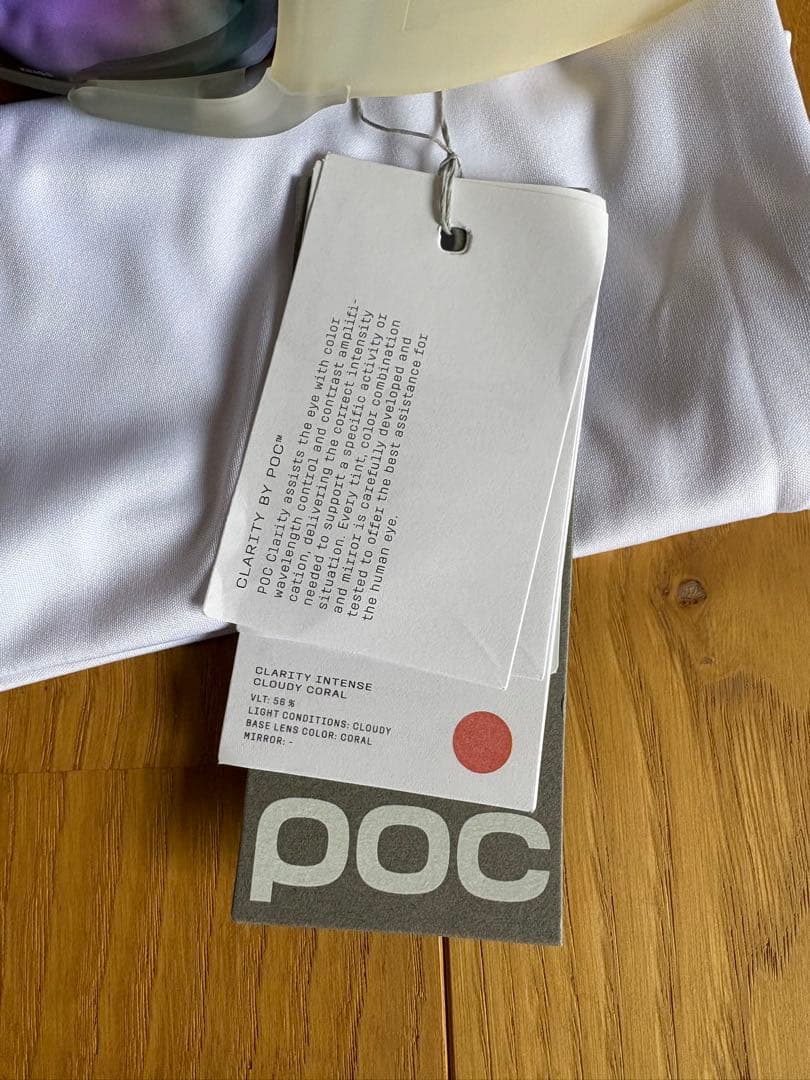 CLARITY BY POC™
POC Clarity assists the eye with color
wavelength control and contrast amplifi-
cation, delivering the correct intensity
needed to support a specific activity or
situation. Every tint, color combination
and mirror is carefully developed and
tested to offer the best assistance for
the human eye.
CLARITY INTENSE
CLOUDY CORAL
VLT: 56 %
LIGHT CONDITIONS: CLOUDY
BASE LENS COLOR: CORAL
MIRROR: -
POC